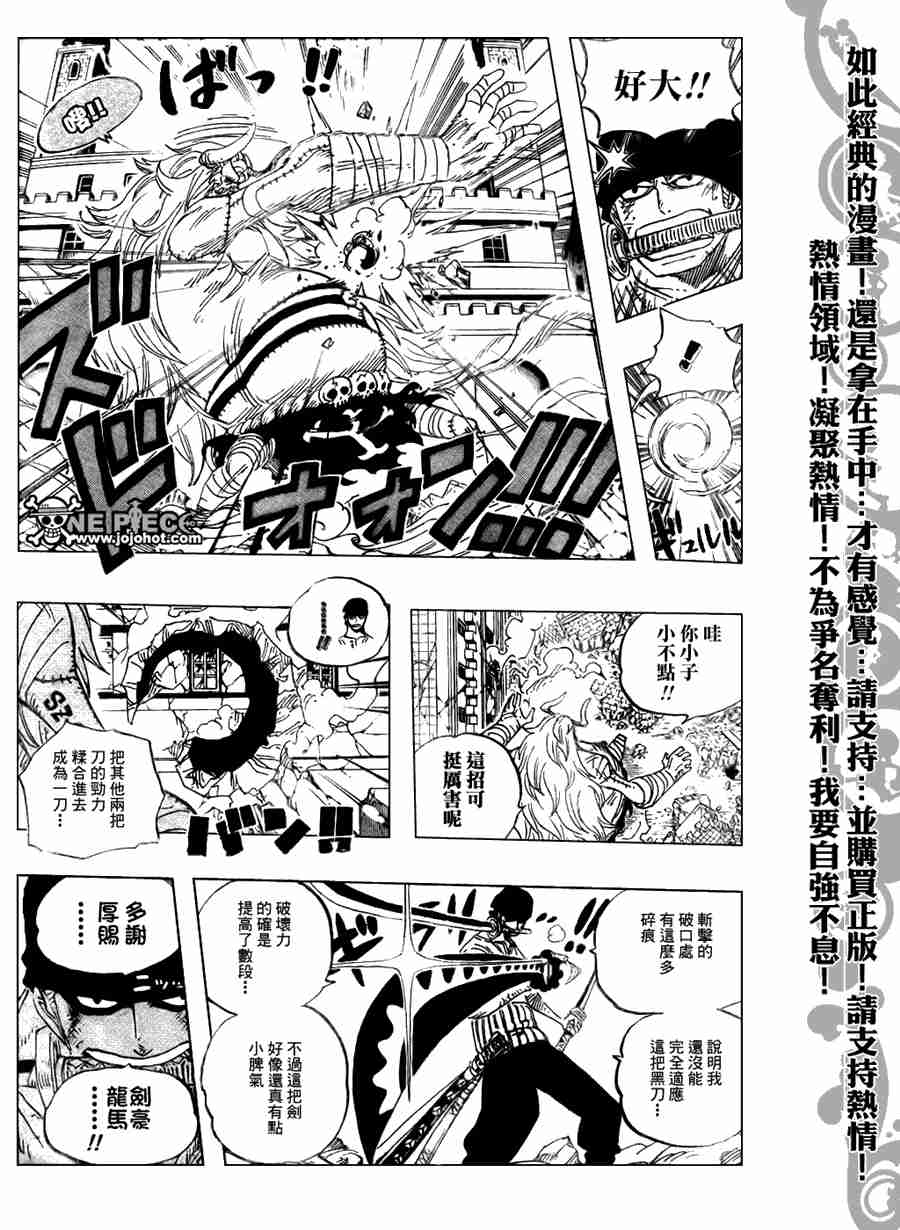 如此經典的漫畫！還是拿在手中…才有感覺…請支持…並購買正版！請支持熱情！
熱情領域！凝聚熱情！不為爭名奪利！我要自強不息！
好大!!
!
ギュルルル
ばっ!!
唔!!
ズドォオォン!!!
ONE PIECE
www.jojohot.com
哇
你小子
小不點!!
這招可
挺厲害呢
……!!
SZ
把其他兩把
刀的勁力
糅合進去
成為一刀…
バァン!!
斬擊的
破口處
有這麼多
碎痕
說明我
還沒能
完全適應
這把黑刀…
破壞力
的確是
提高了數段…
不過這把劍
好像還真有點
小脾氣
多謝
厚賜
……
劍豪
龍馬
……!!